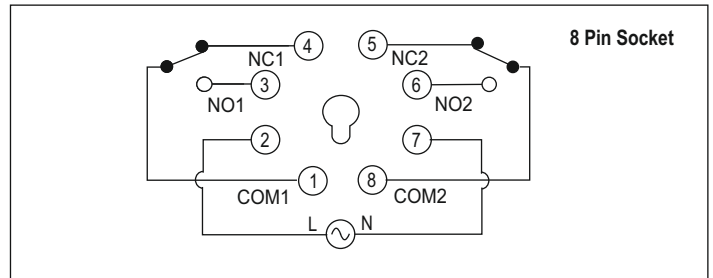 8 Pin Socket
4 5
NC1 NC2
3 6
NO1 NO2
2 7
1 8
COM1 COM2
L N